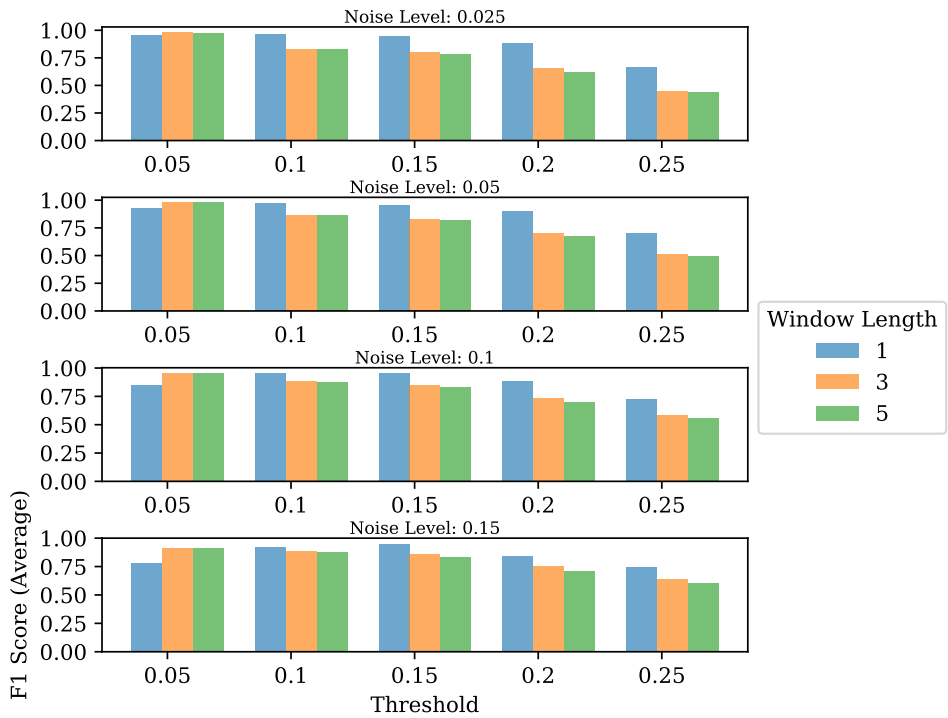 Noise Level: 0.025
1.00
0.75
0.50
0.25
0.00
0.05 0.1 0.15 0.2 0.25
Noise Level: 0.05
1.00
0.75
0.50
0.25
0.00
0.05 0.1 0.15 0.2 0.25
Noise Level: 0.1
1.00
0.75
0.50
0.25
0.00
0.05 0.1 0.15 0.2 0.25
Noise Level: 0.15
1.00
0.75
0.50
0.25
0.00
0.05 0.1 0.15 0.2 0.25
Threshold
F1 Score (Average)
Window Length
1
3
5